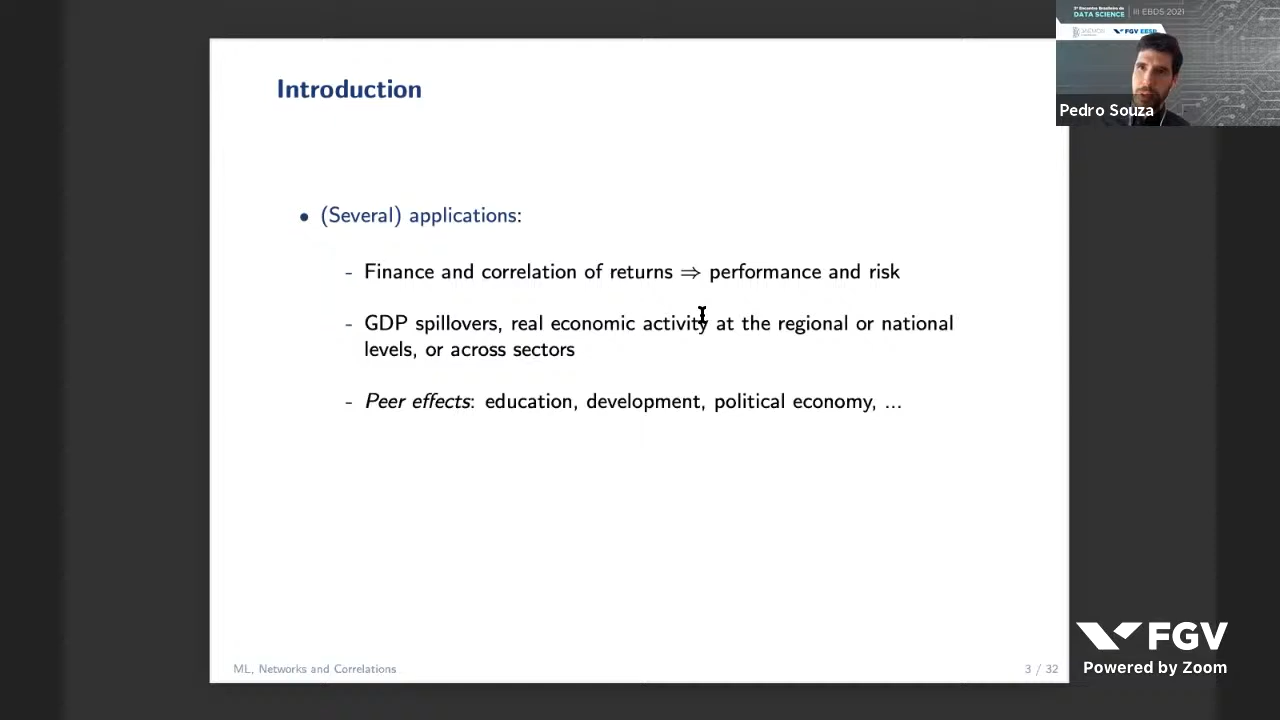 Introduction
• (Several) applications:
- Finance and correlation of returns ⇒ performance and risk
- GDP spillovers, real economic activity at the regional or national
levels, or across sectors
- Peer effects: education, development, political economy, ...
ML, Networks and Correlations
3 / 32
DATA SCIENCE
III EBDS 2021
FGV
Pedro Souza
FGV
Powered by Zoom